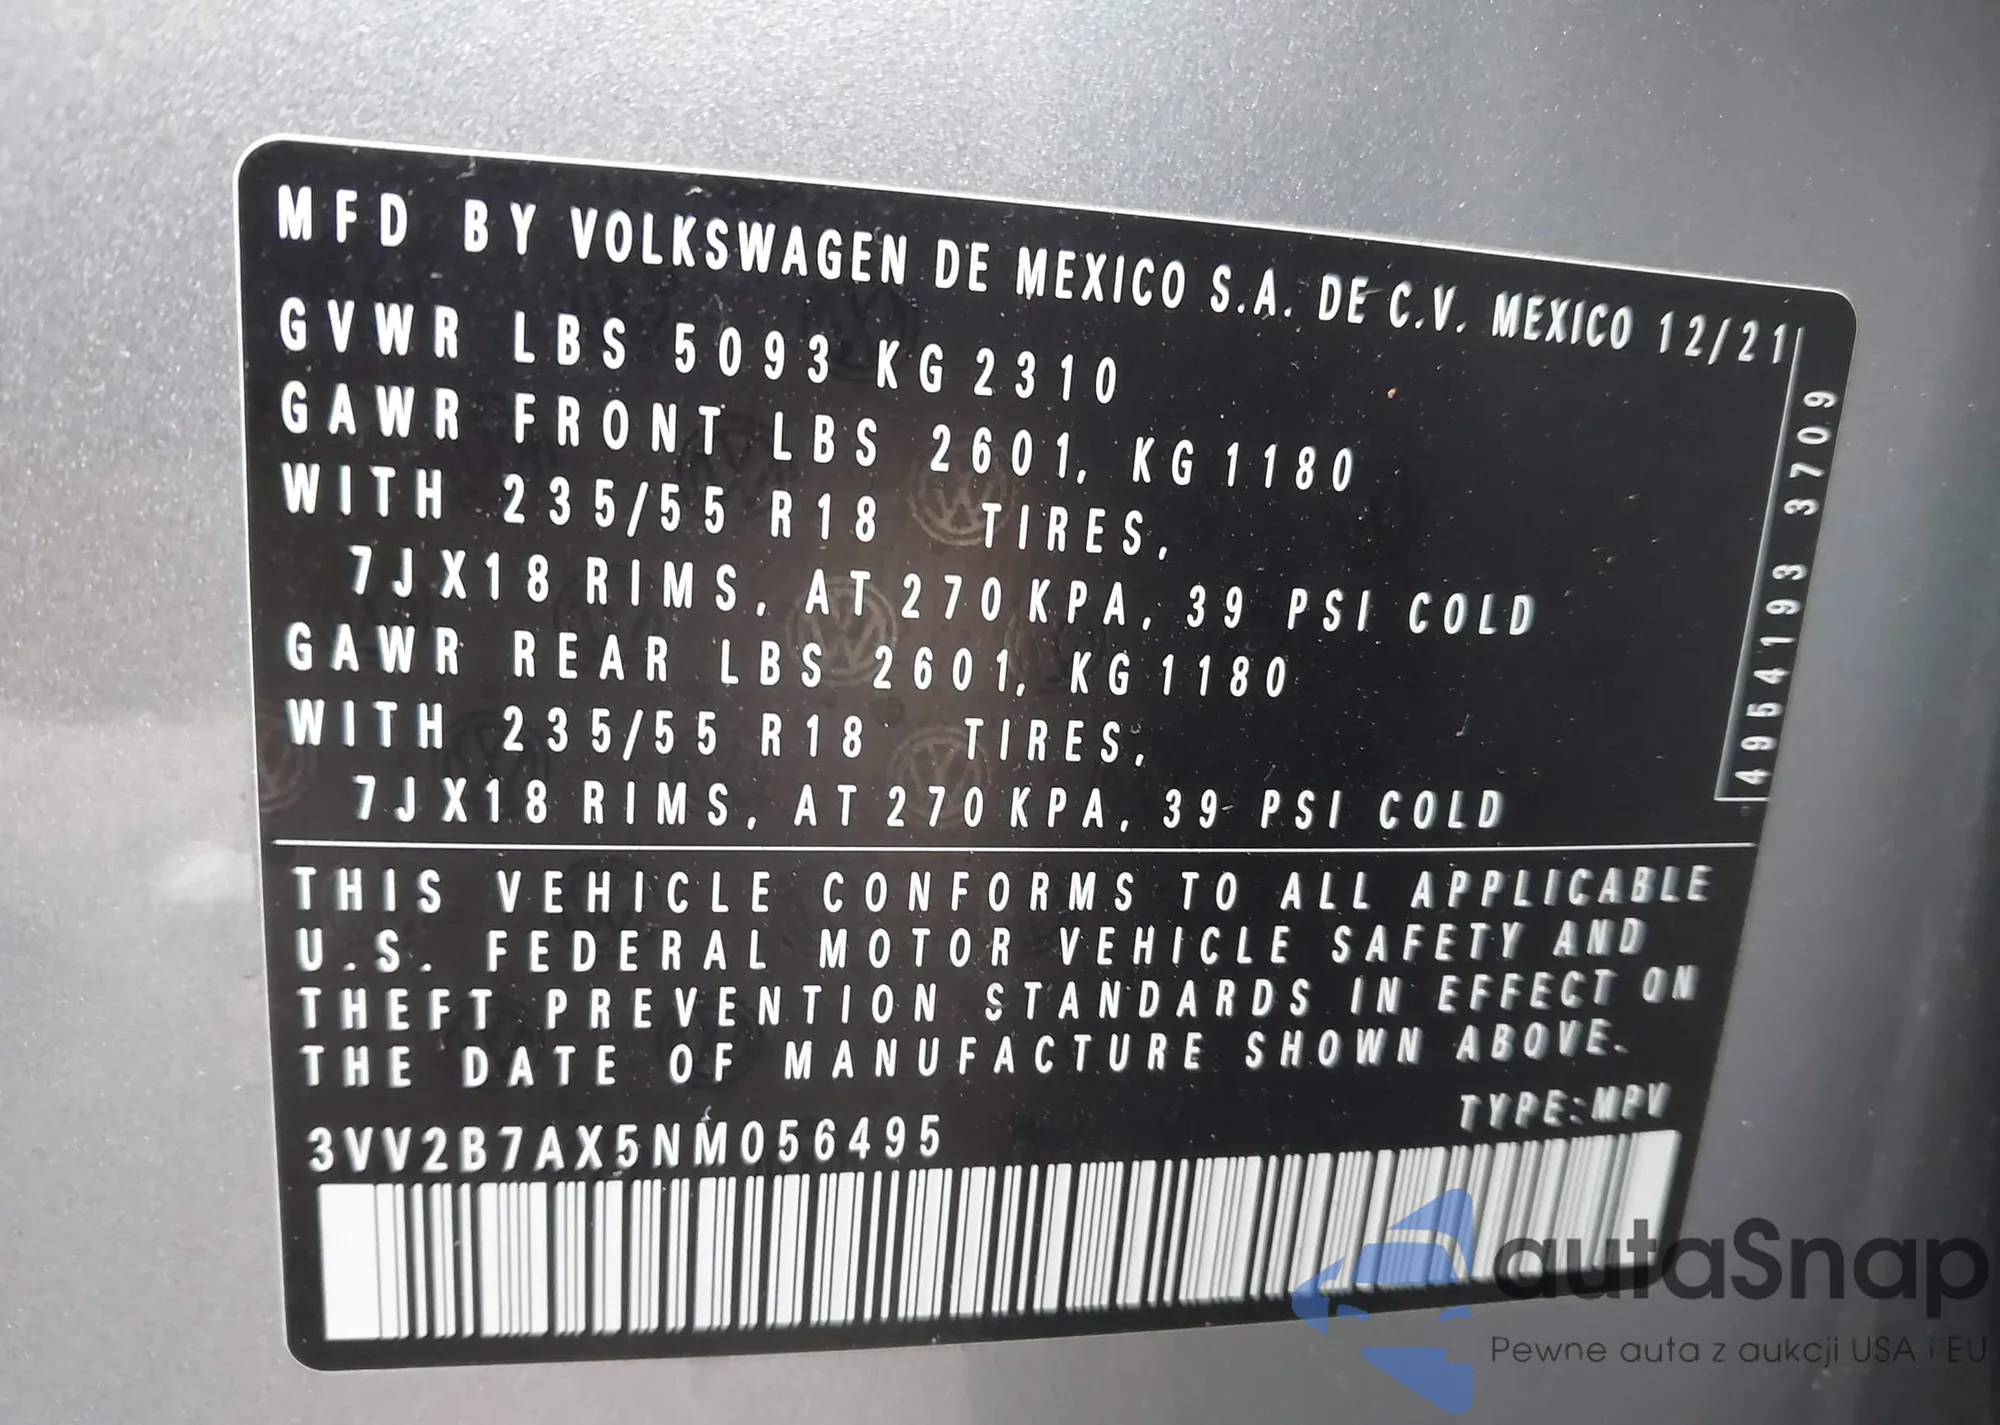 MFD BY VOLKSWAGEN DE MEXICO S.A. DE C.V. MEXICO 12/21
GVWR LBS 5093 KG 2310
GAWR FRONT LBS 2601, KG 1180
WITH 235/55 R18 TIRES,
7JX18 RIMS, AT 270 KPA, 39 PSI COLD
GAWR REAR LBS 2601, KG 1180
WITH 235/55 R18 TIRES,
7JX18 RIMS, AT 270 KPA, 39 PSI COLD
4954193 3709
THIS VEHICLE CONFORMS TO ALL APPLICABLE
U.S. FEDERAL MOTOR VEHICLE SAFETY AND
THEFT PREVENTION STANDARDS IN EFFECT ON
THE DATE OF MANUFACTURE SHOWN ABOVE.
TYPE:MPV
3VV2B7AX5NM056495
autaSnap
Pewne auta z aukcji USA i EU